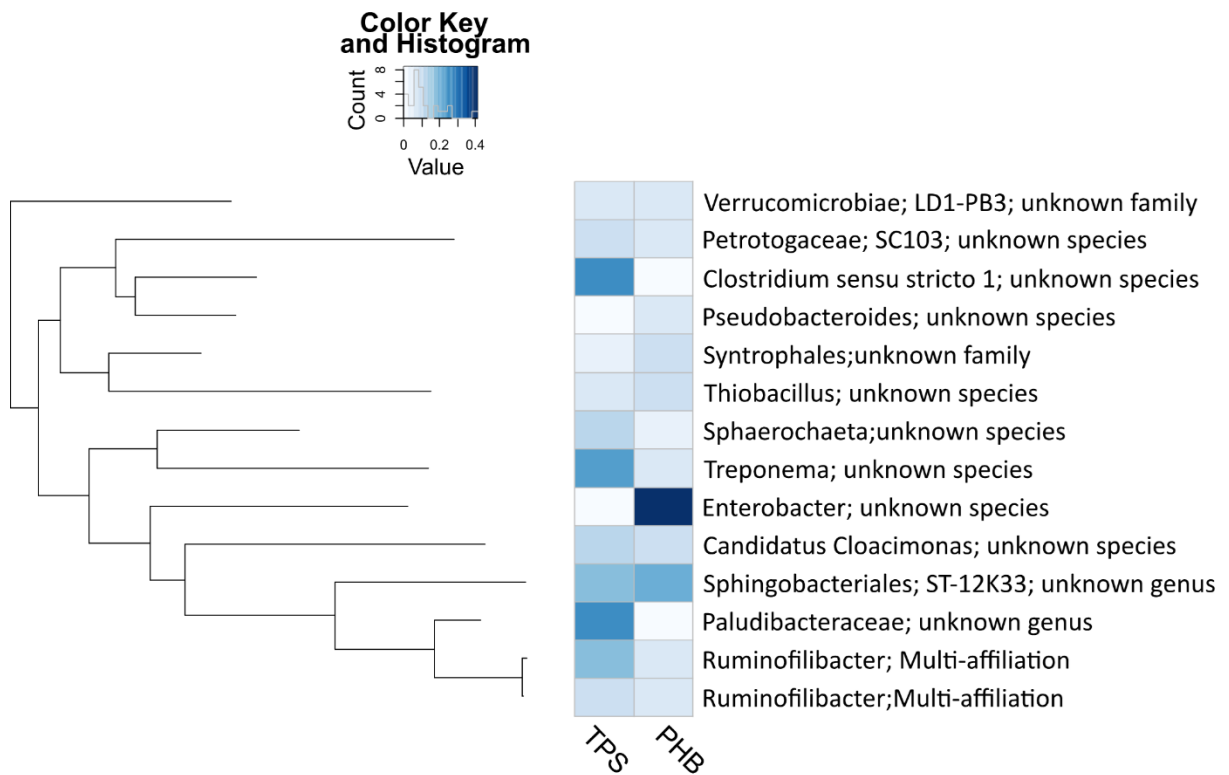 Color Key
and Histogram
Count
0 4 8
0 0.2 0.4
Value
Verrucomicrobiae; LD1-PB3; unknown family
Petrotogaceae; SC103; unknown species
Clostridium sensu stricto 1; unknown species
Pseudobacteroides; unknown species
Syntrophales;unknown family
Thiobacillus; unknown species
Sphaerochaeta;unknown species
Treponema; unknown species
Enterobacter; unknown species
Candidatus Cloacimonas; unknown species
Sphingobacteriales; ST-12K33; unknown genus
Paludibacteraceae; unknown genus
Ruminofilibacter; Multi-affiliation
Ruminofilibacter;Multi-affiliation
TPS PHB